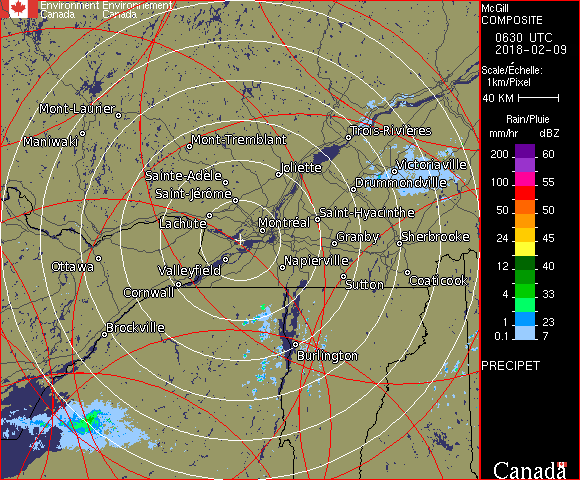 Environment Environnement
Canada Canada
McGill
COMPOSITE
0630 UTC
2018-02-09
Scale/Échelle:
1km/Pixel
40 KM
Rain/Pluie
mm/hr dBZ
200 60
150 57
100 55
50 50
24 45
12 40
4 33
1 23
0.1 7
PRECIPET
Canada
Mont-Laurier
Maniwaki
Mont-Tremblant
Trois-Rivières
Sainte-Adèle
Joliette
Victoriaville
Drummondville
Saint-Jérôme
Lachute
Montréal
Saint-Hyacinthe
Granby
Sherbrooke
Ottawa
Valleyfield
Napierville
Cornwall
Sutton
Coaticook
Brockville
Burlington